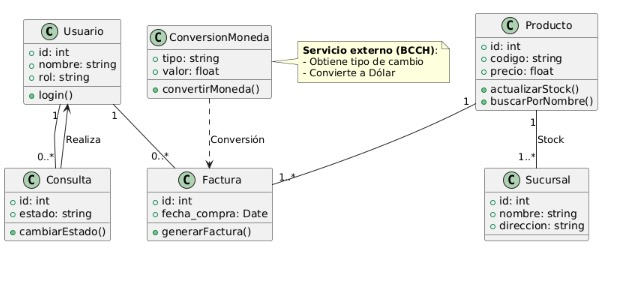 C Usuario
id: int
nombre: string
rol: string
login()
C ConversionMoneda
tipo: string
valor: float
convertirMoneda()
Servicio externo (BCCH):
- Obtiene tipo de cambio
- Convierte a Dólar
C Producto
id: int
codigo: string
precio: float
actualizarStock()
buscarPorNombre()
1
Realiza
0..*
1
0..*
Conversión
1
1..*
1
Stock
1..*
C Consulta
id: int
estado: string
cambiarEstado()
C Factura
id: int
fecha_compra: Date
generarFactura()
C Sucursal
id: int
nombre: string
direccion: string